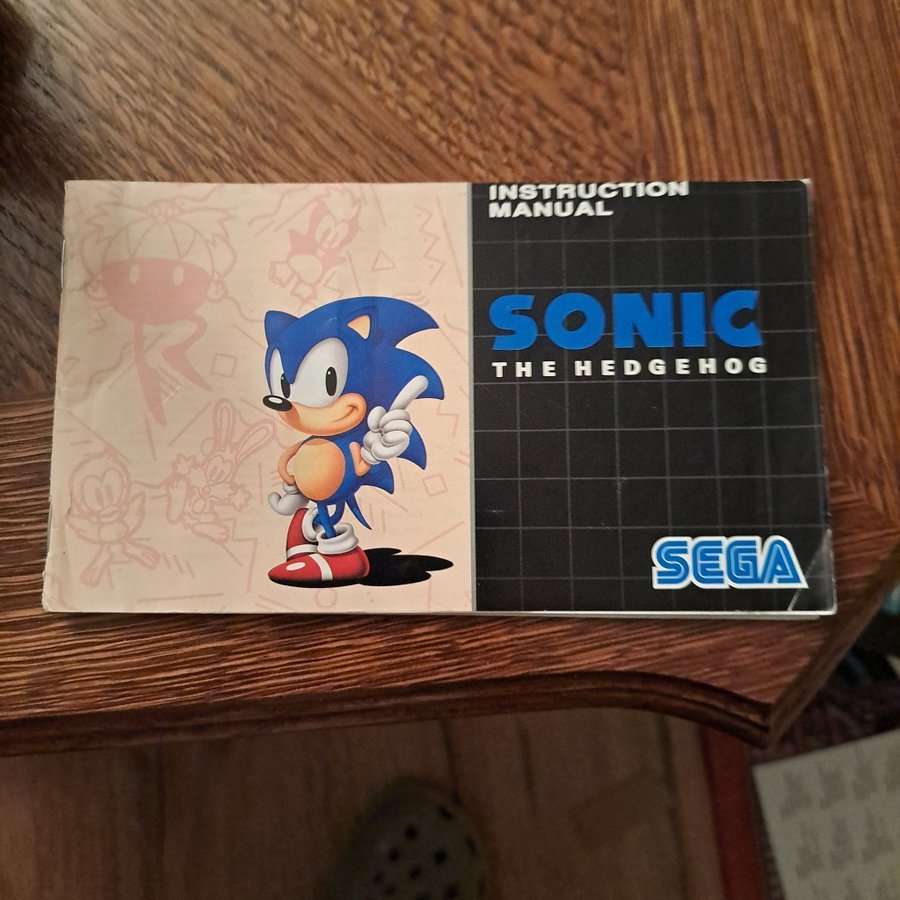 INSTRUCTION
MANUAL
SONIC
THE HEDGEHOG
SEGA